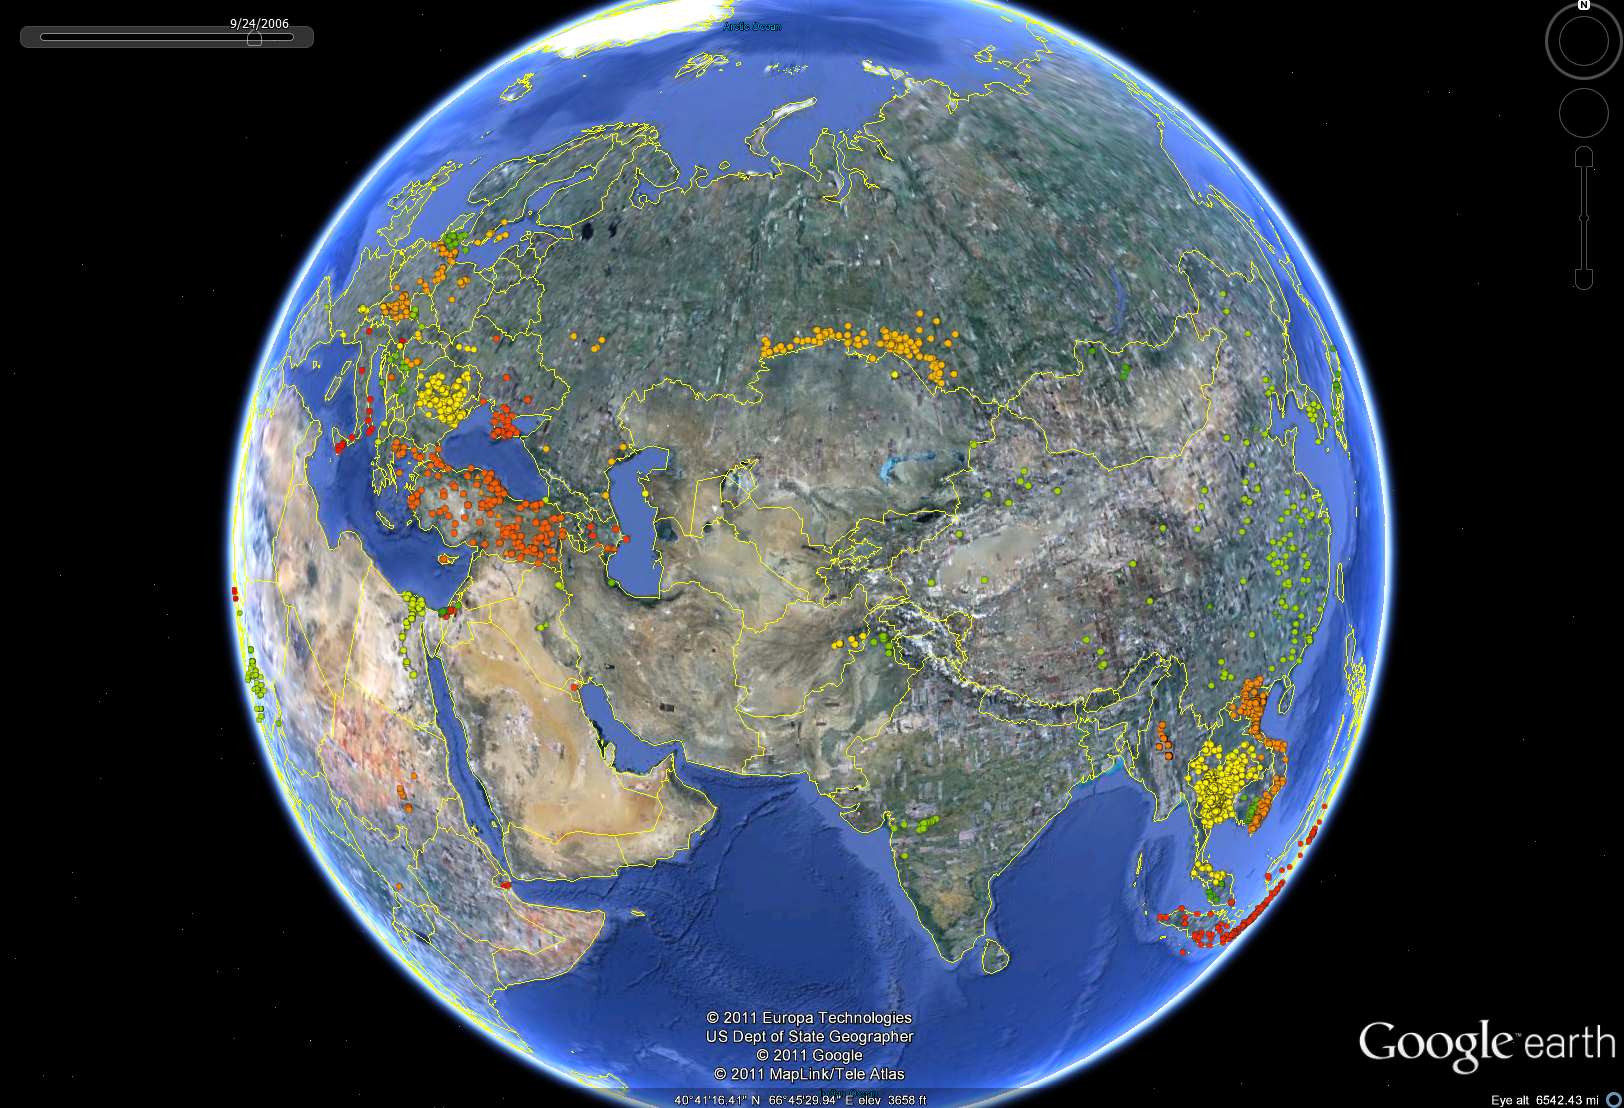 9/24/2006
N
Arctic Ocean
© 2011 Europa Technologies
US Dept of State Geographer
© 2011 Google
© 2011 MapLink/Tele Atlas
Google™ earth
40°41'16.41" N 66°45'29.94" E elev 3658 ft
Eye alt 6542.43 mi